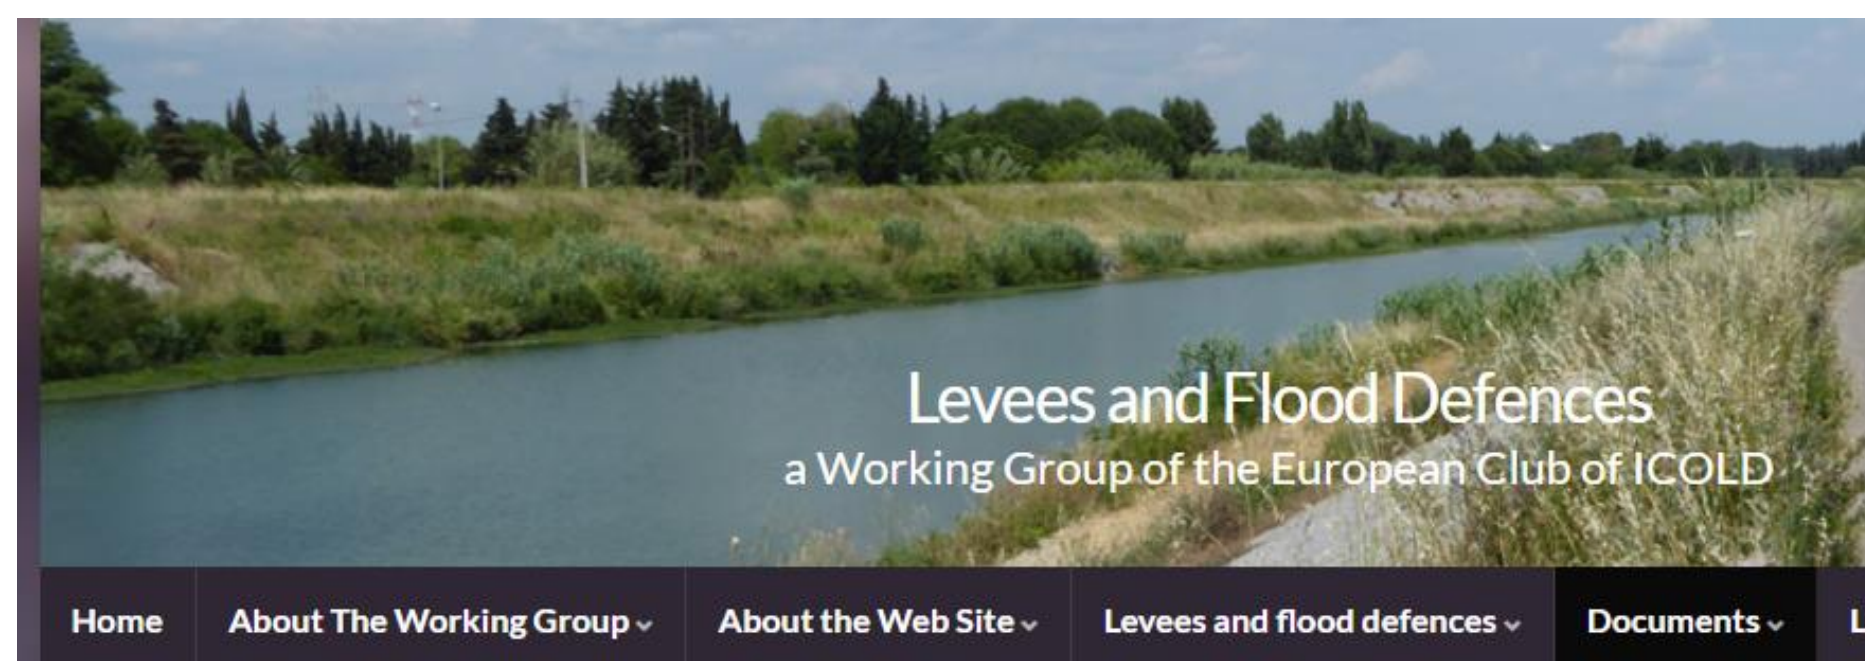 Levees and Flood Defences
a Working Group of the European Club of ICOLD
Home About The Working Group About the Web Site Levees and flood defences Documents L